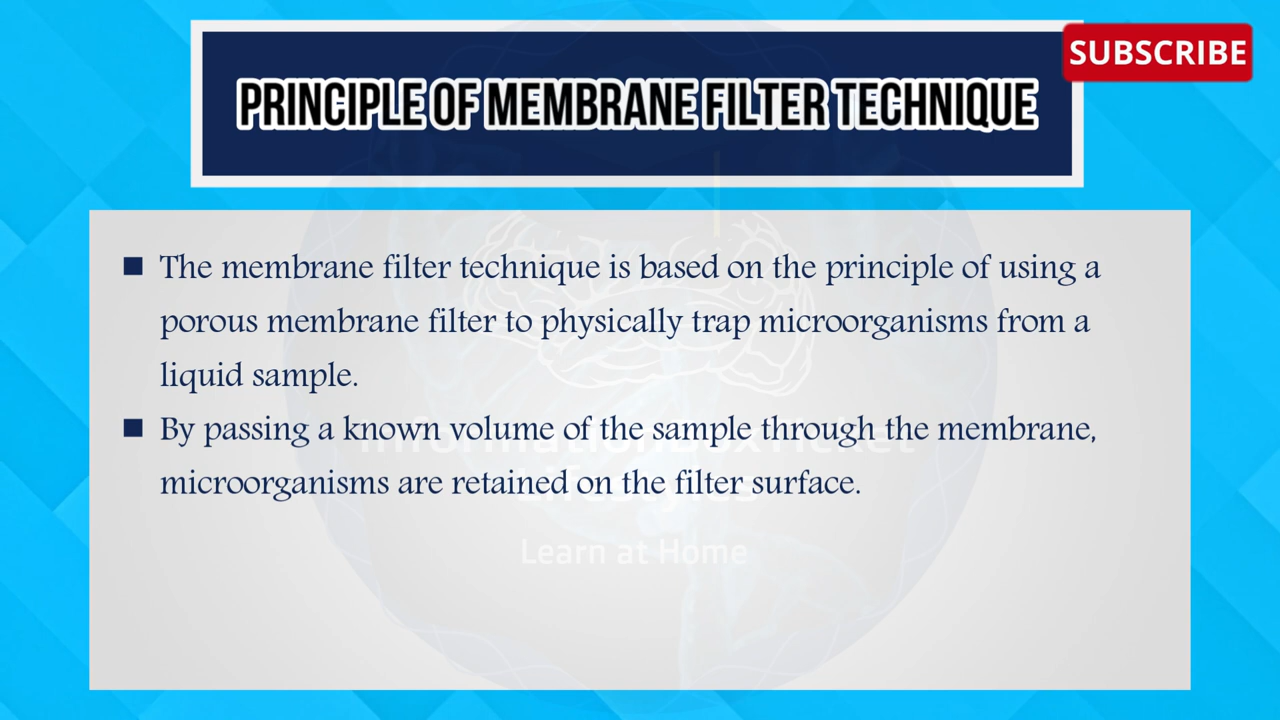 SUBSCRIBE
PRINCIPLE OF MEMBRANE FILTER TECHNIQUE
■ The membrane filter technique is based on the principle of using a
porous membrane filter to physically trap microorganisms from a
liquid sample.
■ By passing a known volume of the sample through the membrane,
microorganisms are retained on the filter surface.
Learn at Home